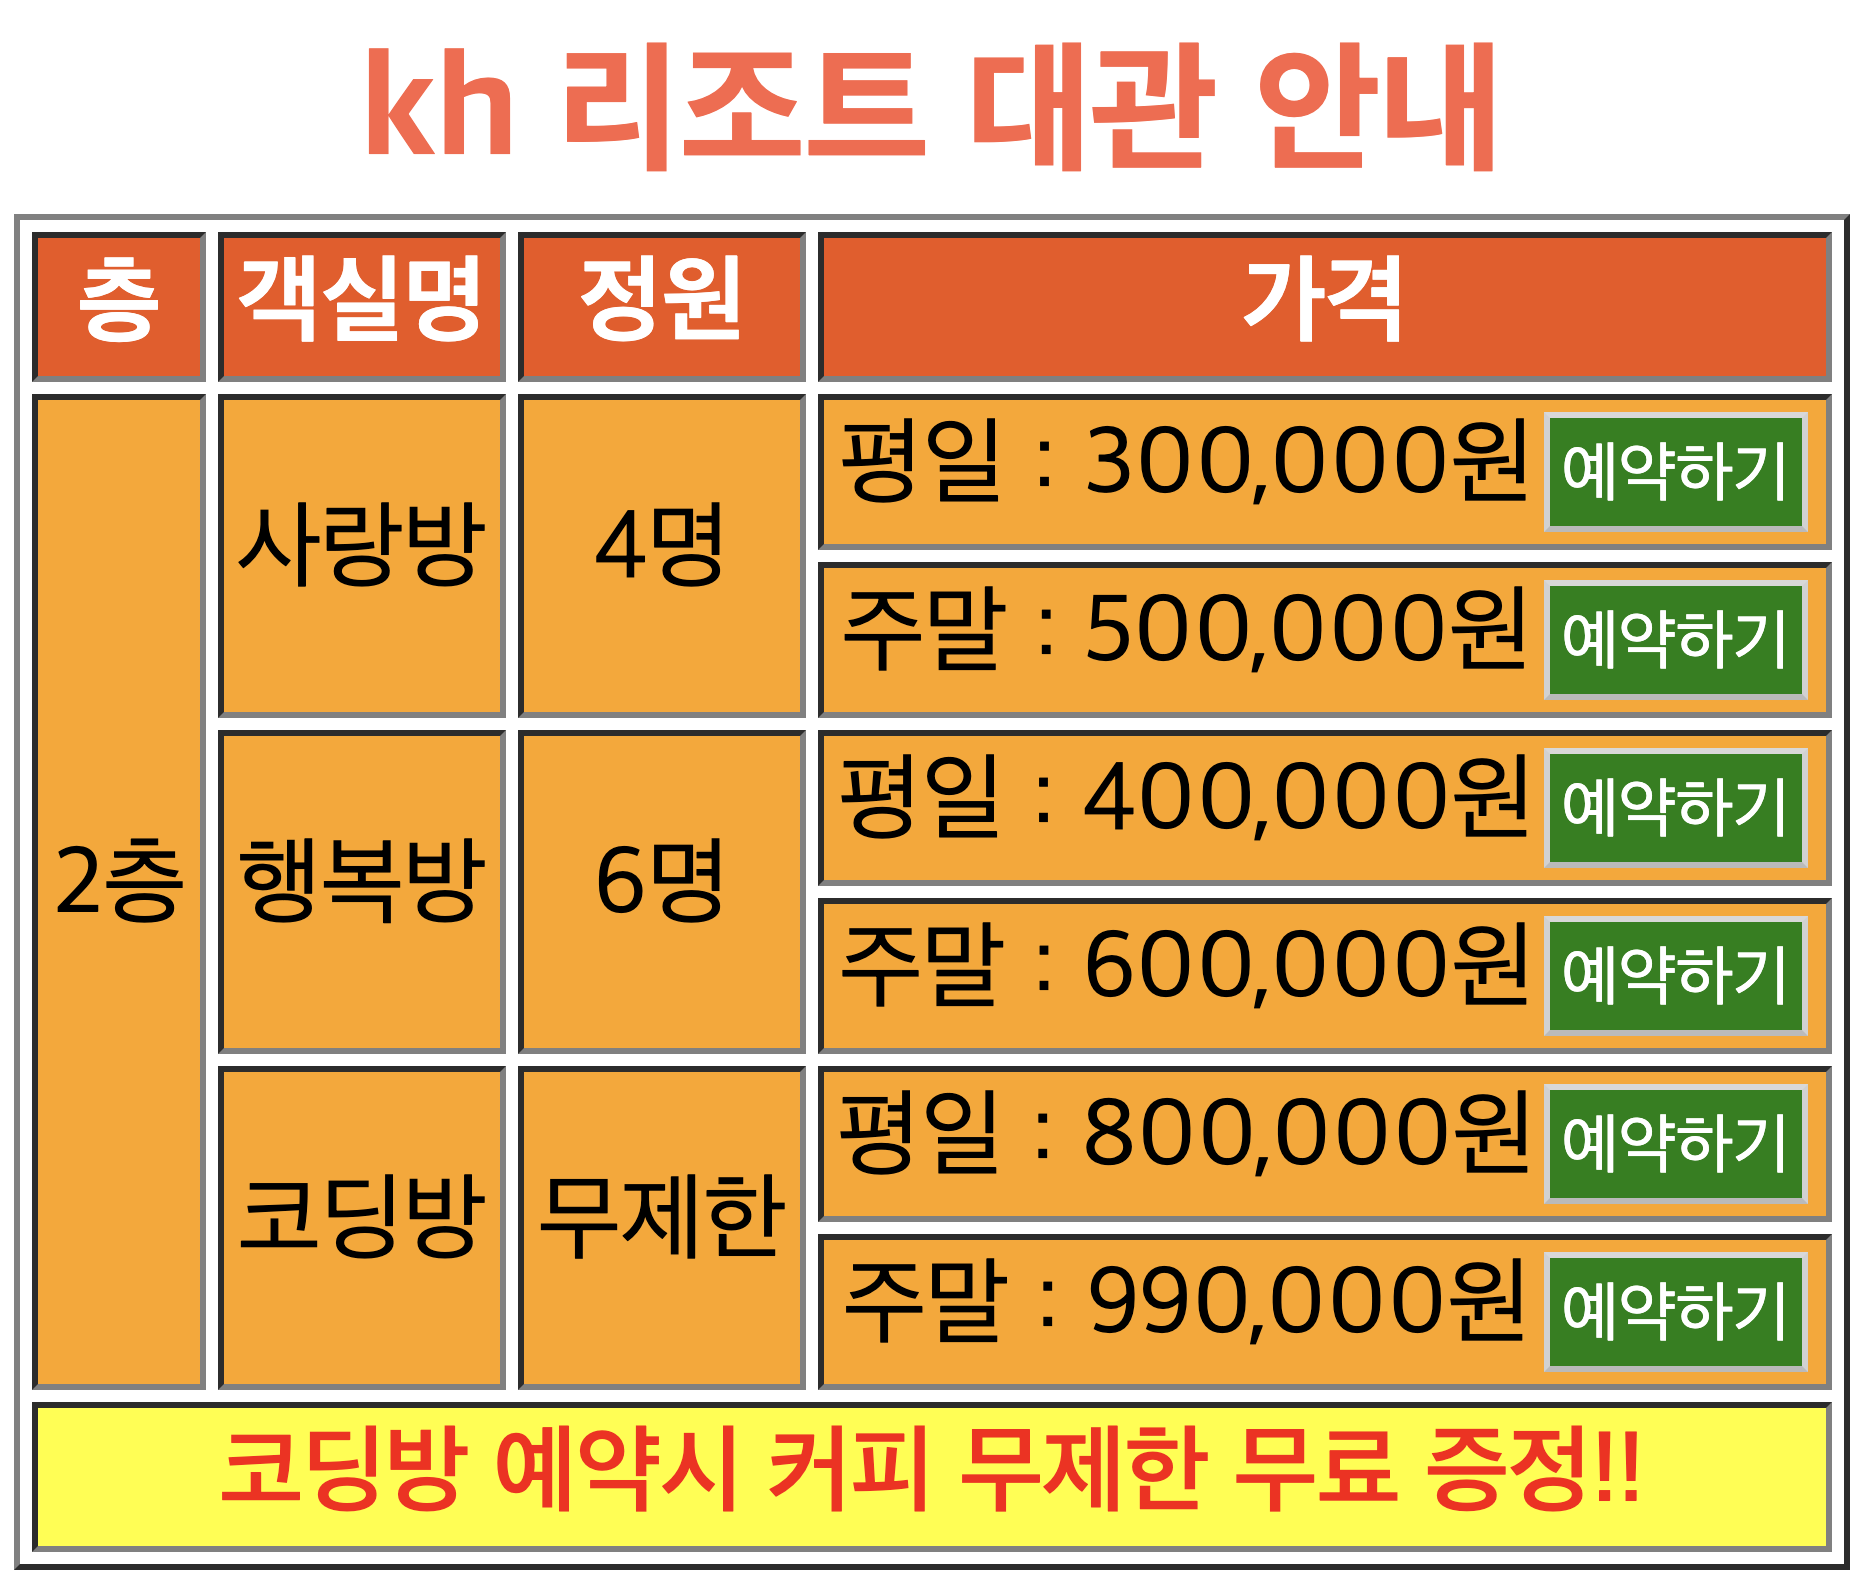 kh 리조트 대관 안내
층 객실명 정원 가격
2층 사랑방 4명 평일 : 300,000원 예약하기
주말 : 500,000원 예약하기
행복방 6명 평일 : 400,000원 예약하기
주말 : 600,000원 예약하기
코딩방 무제한 평일 : 800,000원 예약하기
주말 : 990,000원 예약하기
코딩방 예약시 커피 무제한 무료 증정!!